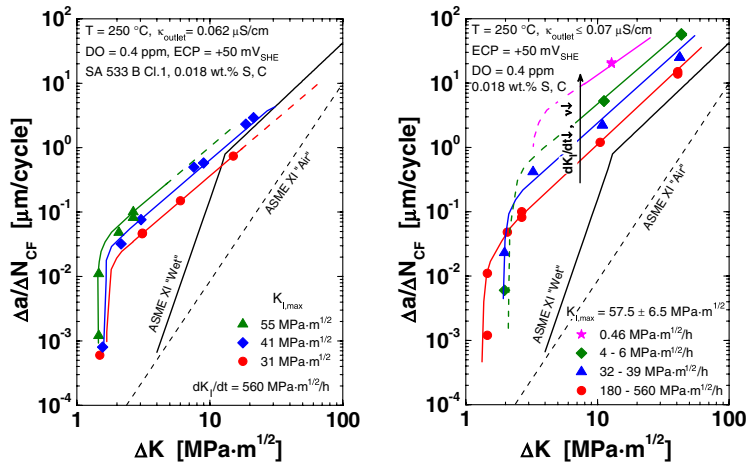 T = 250 °C, κoutlet = 0.062 μS/cm
DO = 0.4 ppm, ECP = +50 mVSHE
SA 533 B Cl.1, 0.018 wt.% S, C
10²
10¹
10⁰
10⁻¹
10⁻²
10⁻³
10⁻⁴
Δa/ΔNCF [μm/cycle]
ASME XI "Wet"
ASME XI "Air"
KI,max
55 MPa·m1/2
41 MPa·m1/2
31 MPa·m1/2
dKI/dt = 560 MPa·m1/2/h
1
10
100
ΔK [MPa·m1/2]
T = 250 °C, κoutlet ≤ 0.07 μS/cm
ECP = +50 mVSHE
DO = 0.4 ppm
0.018 wt.% S, C
10²
10¹
10⁰
10⁻¹
10⁻²
10⁻³
10⁻⁴
Δa/ΔNCF [μm/cycle]
dKI/dt↓, ν↓
ASME XI "Air"
ASME XI "Wet"
KI,max = 57.5 ± 6.5 MPa·m1/2
0.46 MPa·m1/2/h
4 - 6 MPa·m1/2/h
32 - 39 MPa·m1/2/h
180 - 560 MPa·m1/2/h
1
10
100
ΔK [MPa·m1/2]